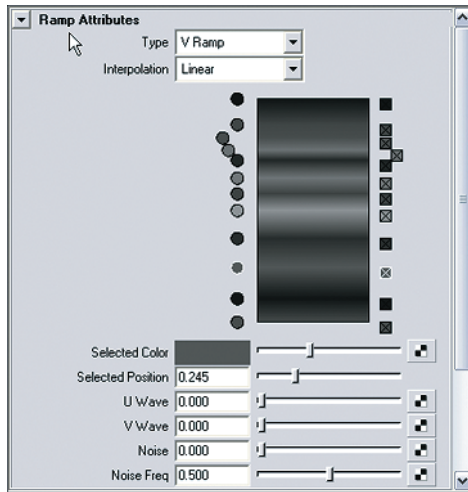 Ramp Attributes
Type V Ramp
Interpolation Linear
Selected Color
Selected Position 0.245
U Wave 0.000
V Wave 0.000
Noise 0.000
Noise Freq 0.500